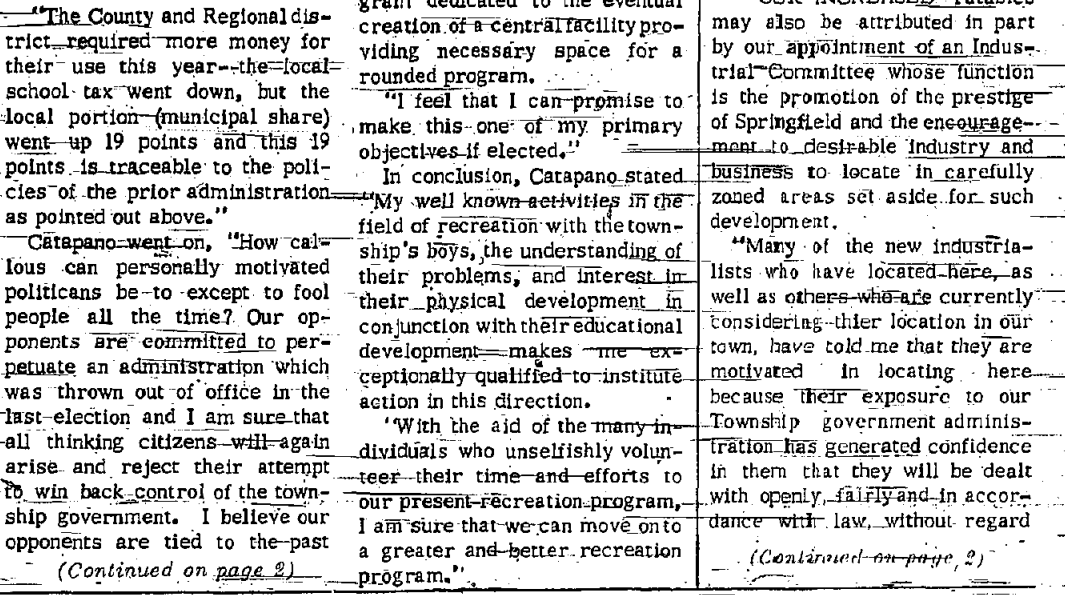 "The County and Regional dis-
trict required more money for
their use this year--the local
school tax went down, but the
local portion (municipal share)
went up 19 points and this 19
points is traceable to the poli-
cies of the prior administration
as pointed out above."
Catapano went on, "How cal-
lous can personally motivated
politicans be to except to fool
people all the time? Our op-
ponents are committed to per-
petuate an administration which
was thrown out of office in the
last election and I am sure that
all thinking citizens will again
arise and reject their attempt
to win back control of the town-
ship government. I believe our
opponents are tied to the past
(Continued on page 2)
gram dedicated to the eventual
creation of a central facility pro-
viding necessary space for a
rounded program.
"I feel that I can promise to
make this one of my primary
objectives if elected."
In conclusion, Catapano stated
"My well known activities in the
field of recreation with the town-
ship's boys, the understanding of
their problems, and interest in
their physical development in
conjunction with their educational
development makes me ex-
ceptionally qualified to institute
action in this direction.
"With the aid of the many in-
dividuals who unselfishly volun-
teer their time and efforts to
our present recreation program,
I am sure that we can move on to
a greater and better recreation
program."
OUR INCREASED ratables
may also be attributed in part
by our appointment of an Indus-
trial Committee whose function
is the promotion of the prestige
of Springfield and the encourage-
ment to desirable industry and
business to locate in carefully
zoned areas set aside for such
development.
"Many of the new industria-
lists who have located here, as
well as others who are currently
considering thier location in our
town, have told me that they are
motivated in locating here
because their exposure to our
Township government adminis-
tration has generated confidence
in them that they will be dealt
with openly, fairly and in accor-
dance with law, without regard
(Continued on page 2)